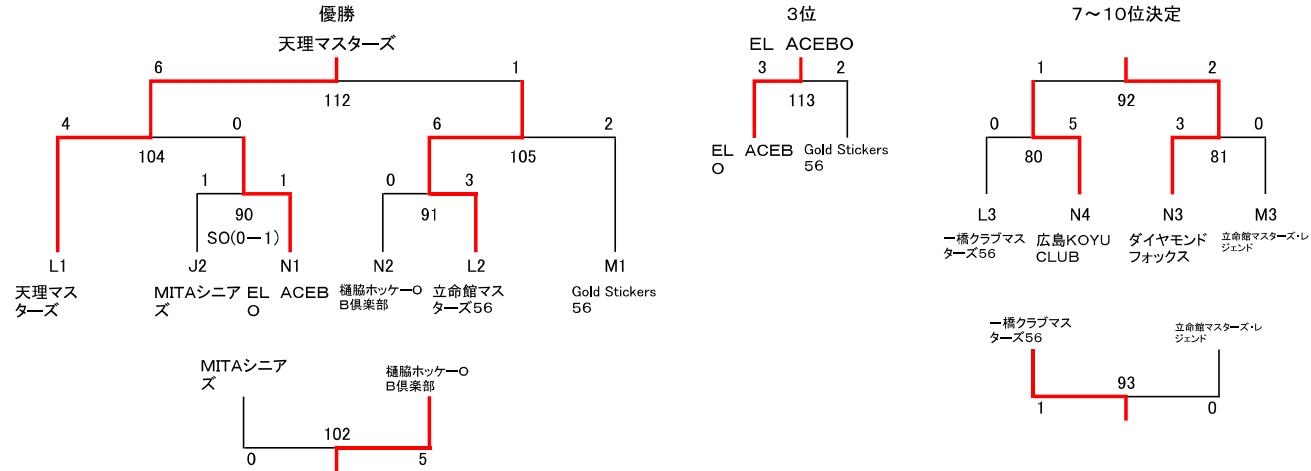 優勝
天理マスターズ
6
1
112
4
0
6
2
104
105
1
1
0
3
90
91
SO(0ー1)
L1
J2
N1
N2
L2
M1
天理マス
ターズ
MITAシニア
ズ
EL ACEB
O
樋脇ホッケーO
B倶楽部
立命館マス
ターズ56
Gold Stickers
56
MITAシニア
ズ
樋脇ホッケーO
B倶楽部
102
0
5
3位
EL ACEBO
3
2
113
EL ACEB
O
Gold Stickers
56
7～10位決定
1
2
92
0
5
3
0
80
81
L3
N4
N3
M3
一橋クラブマス
ターズ56
広島KOYU
CLUB
ダイヤモンド
フォックス
立命館マスターズ・レ
ジェンド
一橋クラブマス
ターズ56
立命館マスターズ・レ
ジェンド
93
1
0